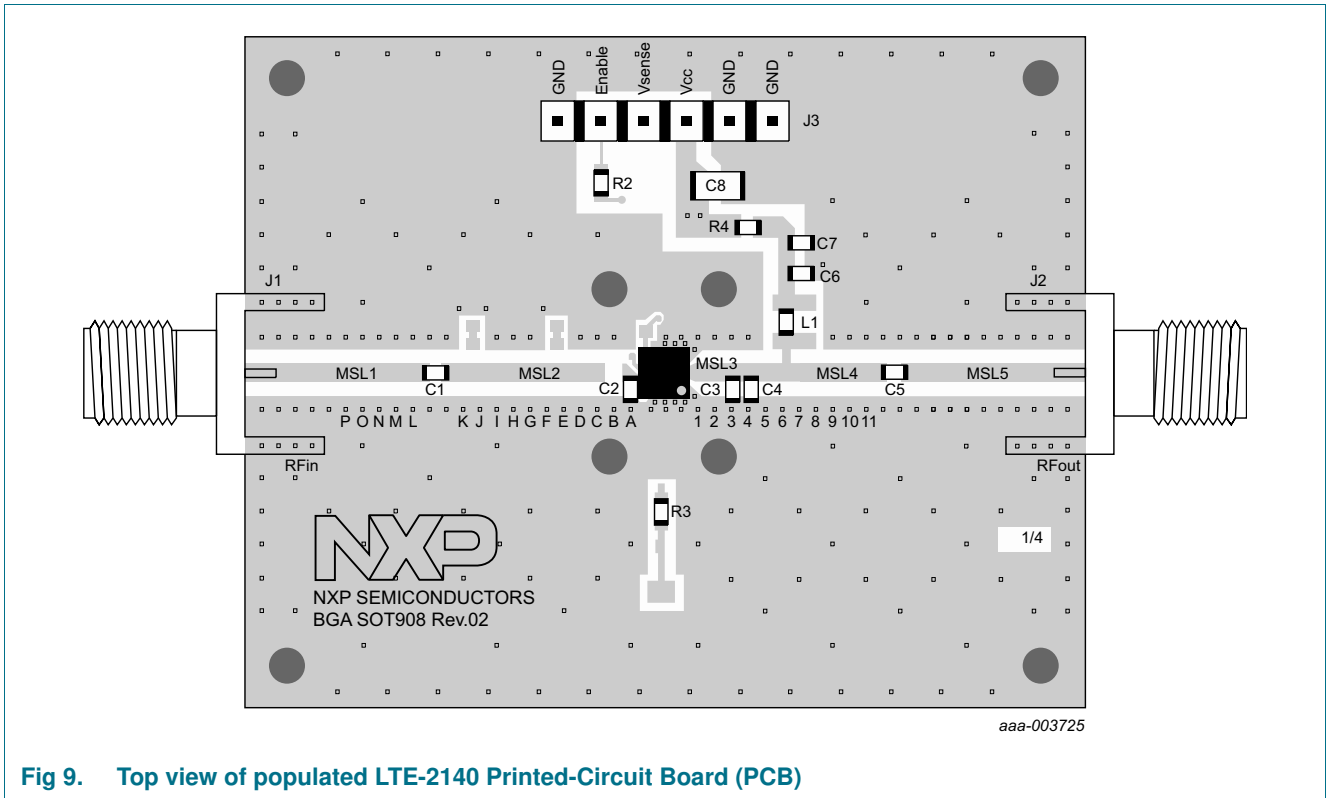 GND Enable Vsense Vcc GND GND
J3
R2
C8
R4
C7
C6
J1
J2
L1
MSL3
MSL1
MSL2
MSL4
MSL5
C1
C2
C3
C4
C5
P O N M L K J I H G F E D C B A 1 2 3 4 5 6 7 8 9 10 11
RFin
RFout
R3
1/4
NXP
NXP SEMICONDUCTORS
BGA SOT908 Rev.02
aaa-003725
Fig 9. Top view of populated LTE-2140 Printed-Circuit Board (PCB)